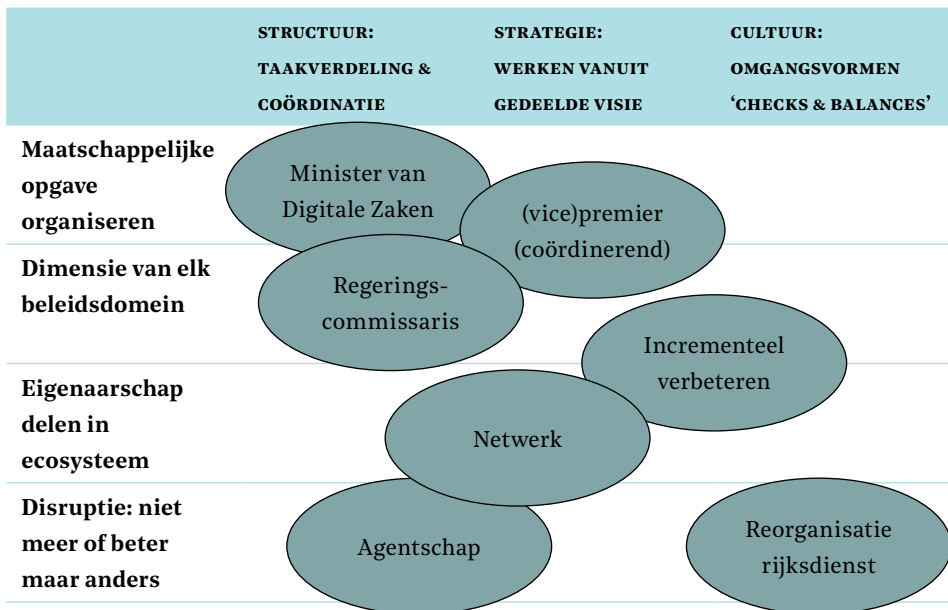 STRUCTUUR:
TAAKVERDELING &
COÖRDINATIE
STRATEGIE:
WERKEN VANUIT
GEDEELDE VISIE
CULTUUR:
OMGANGSVORMEN
‘CHECKS & BALANCES’
Maatschappelijke
opgave
organiseren
Minister van
Digitale Zaken
(vice)premier
(coördinerend)
Dimensie van elk
beleidsdomein
Regerings-
commissaris
Incrementeel
verbeteren
Eigenaarschap
delen in
ecosysteem
Netwerk
Disruptie: niet
meer of beter
maar anders
Agentschap
Reorganisatie
rijksdienst